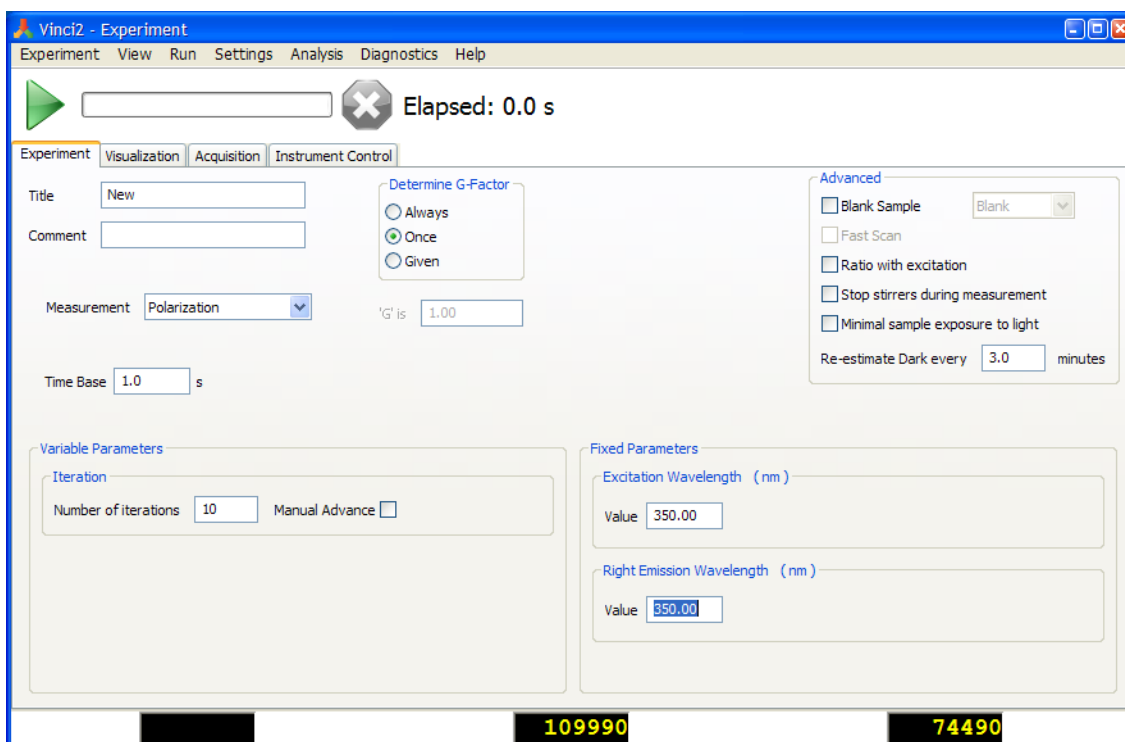 Vinci2 - Experiment
Experiment View Run Settings Analysis Diagnostics Help
Elapsed: 0.0 s
Experiment Visualization Acquisition Instrument Control
Title New
Comment
Measurement Polarization
Time Base 1.0 s
Determine G-Factor
Always
Once
Given
'G' is 1.00
Advanced
Blank Sample Blank
Fast Scan
Ratio with excitation
Stop stirrers during measurement
Minimal sample exposure to light
Re-estimate Dark every 3.0 minutes
Variable Parameters
Iteration
Number of iterations 10 Manual Advance
Fixed Parameters
Excitation Wavelength ( nm )
Value 350.00
Right Emission Wavelength ( nm )
Value 350.00
109990 74490